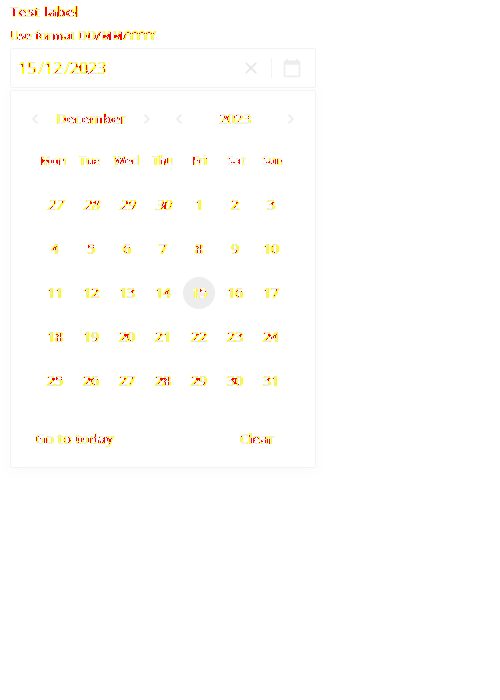 Test label
Use format DD/MM/YYYY
15/12/2023
December 2023
Mon Tue Wed Thu Fri Sat Sun
27 28 29 30 1 2 3
4 5 6 7 8 9 10
11 12 13 14 15 16 17
18 19 20 21 22 23 24
25 26 27 28 29 30 31
Go to today Clear